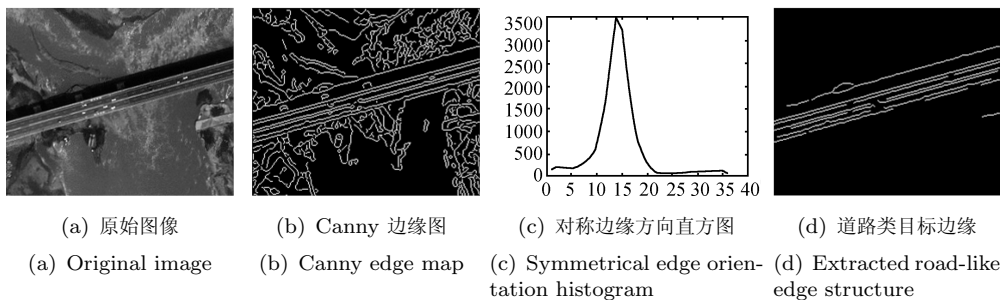 3500
3000
2500
2000
1500
1000
500
0
0 5 10 15 20 25 30 35 40
(a) 原始图像
(b) Canny 边缘图
(c) 对称边缘方向直方图
(d) 道路类目标边缘
(a) Original image
(b) Canny edge map
(c) Symmetrical edge orien-
tation histogram
(d) Extracted road-like
edge structure